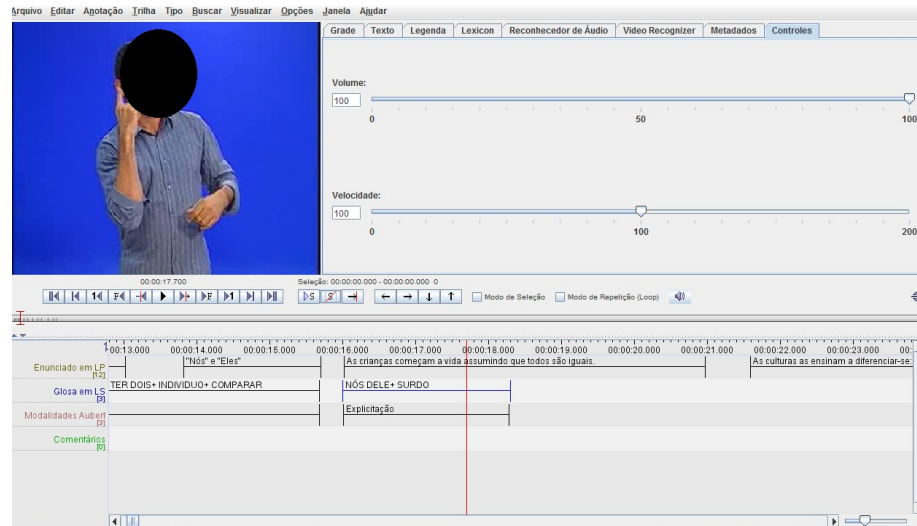 Arquivo Editar Anotação Trilha Tipo Buscar Visualizar Opções Janela Ajudar
Grade Texto Legenda Lexicon Reconhecedor de Áudio Video Recognizer Metadados Controles
Volume:
100
0 50 100
Velocidade:
100
0 100 200
00:00:17.700 Seleção: 00:00:00.000 - 00:00:00.000 0
Modo de Seleção Modo de Repetição (Loop)
00:13.000 00:00:14.000 00:00:15.000 00:00:16.000 00:00:17.000 00:00:18.000 00:00:19.000 00:00:20.000 00:00:21.000 00:00:22.000 00:00:23.000 00:
Enunciado em LP "Nós" e "Eles" As crianças começam a vida assumindo que todos são iguais. As culturas as ensinam a diferenciar-se:
[12]
Glosa em LS TER DOIS+ INDIVIDUO+ COMPARAR NÓS DELE+ SURDO
[3]
Modalidades Aubert Explicitação
[3]
Comentários
[0]